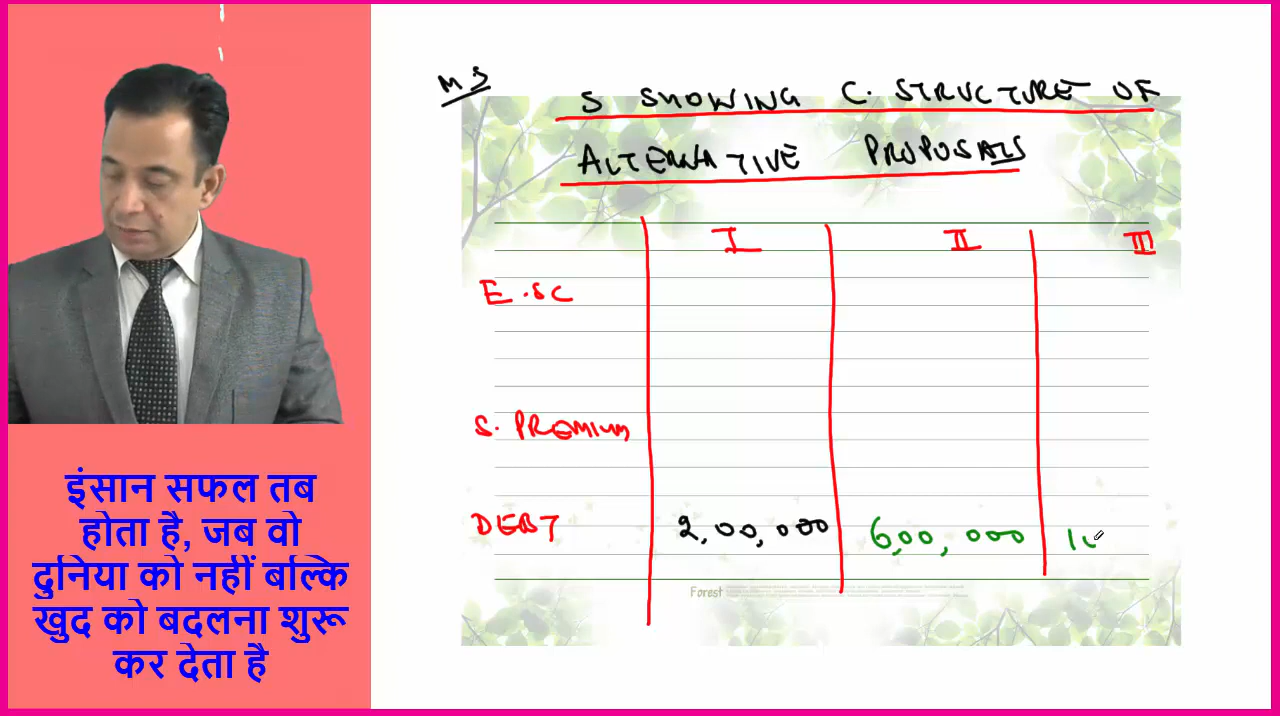 M S
S SHOWING C. STRUCTURE OF
ALTERNATIVE PROPOSALS
I II III
E.SC
S. PREMIUM
DEBT 2,00,000 6,00,000
Forest
इंसान सफल तब
होता है, जब वो
दुनिया को नहीं बल्कि
खुद को बदलना शुरू
कर देता है